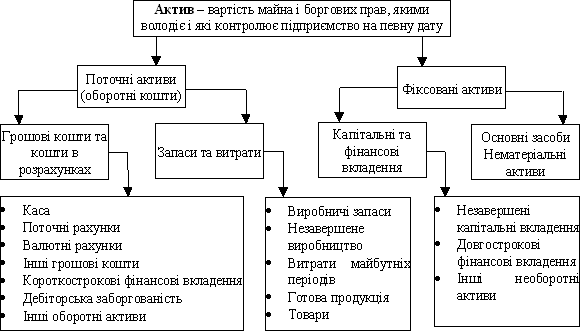 Актив – вартість майна і боргових прав, якими
володіє і які контролює підприємство на певну дату
Поточні активи
(оборотні кошти)
Фіксовані активи
Грошові кошти та
кошти в
розрахунках
Запаси та витрати
Капітальні та
фінансові
вкладення
Основні засоби
Нематеріальні
активи
• Каса
• Поточні рахунки
• Валютні рахунки
• Інші грошові кошти
• Короткострокові фінансові вкладення
• Дебіторська заборгованість
• Інші оборотні активи
• Виробничі запаси
• Незавершене
виробництво
• Витрати майбутніх
періодів
• Готова продукція
• Товари
• Незавершені
капітальні вкладення
• Довгострокові
фінансові вкладення
• Інші необоротні
активи